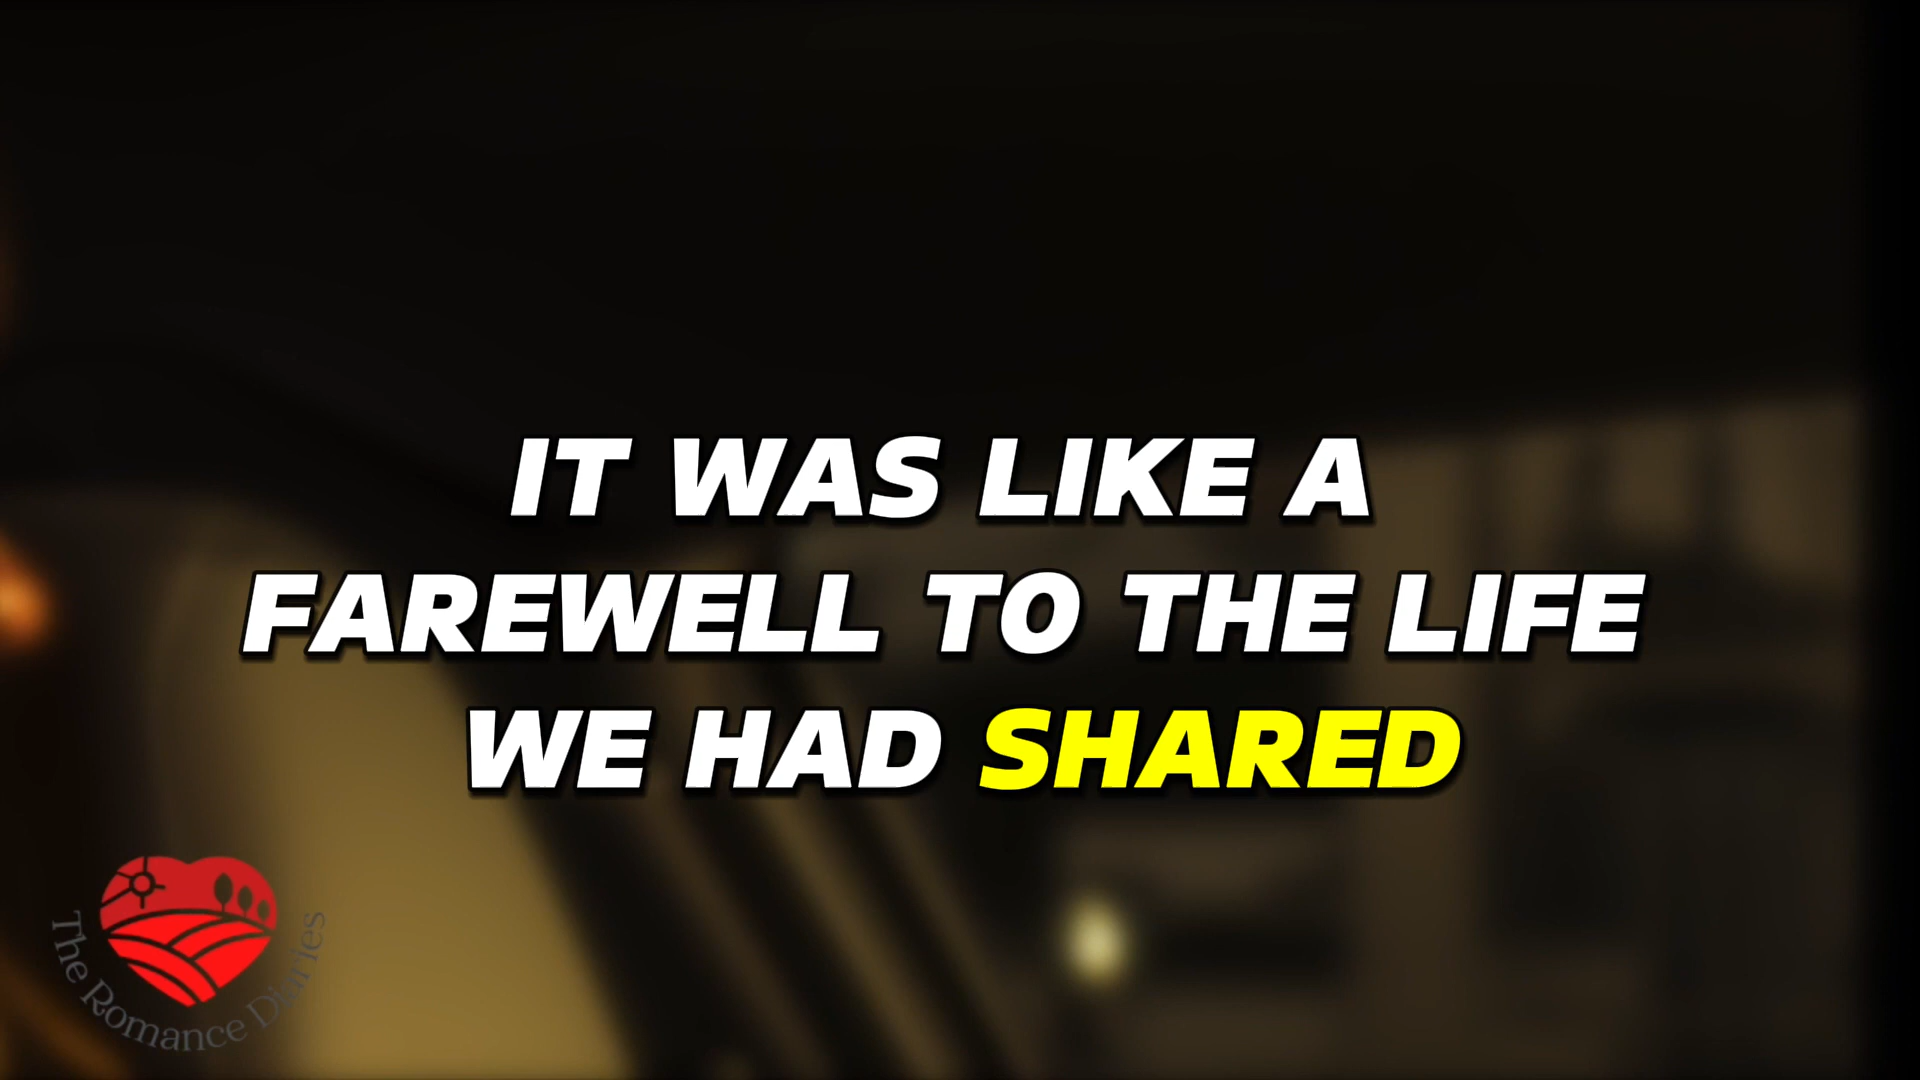 IT WAS LIKE A
FAREWELL TO THE LIFE
WE HAD SHARED
The Romance Diaries